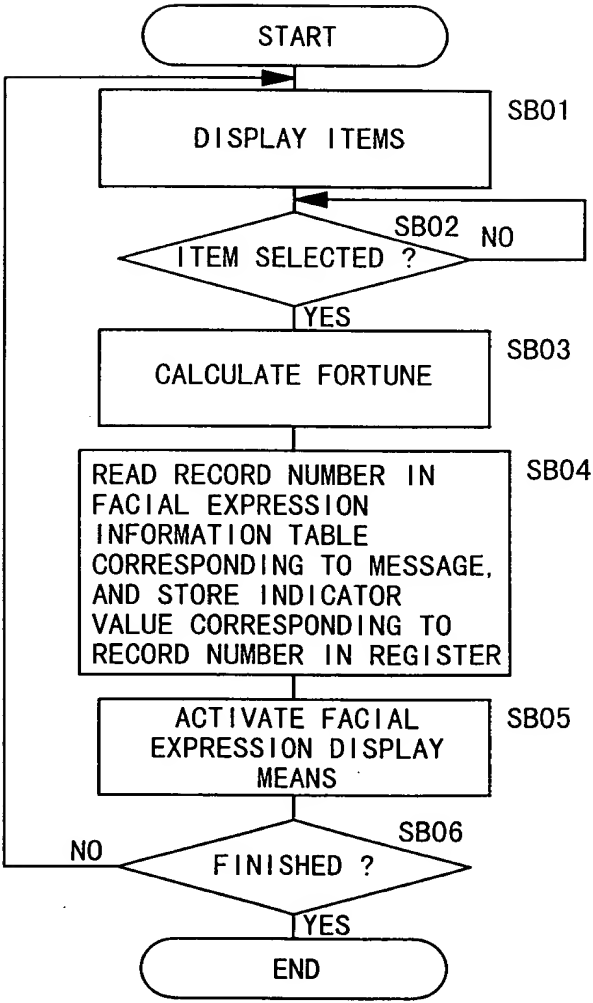 START
DISPLAY ITEMS
SB01
SB02
NO
ITEM SELECTED ?
YES
SB03
CALCULATE FORTUNE
SB04
READ RECORD NUMBER IN
FACIAL EXPRESSION
INFORMATION TABLE
CORRESPONDING TO MESSAGE,
AND STORE INDICATOR
VALUE CORRESPONDING TO
RECORD NUMBER IN REGISTER
SB05
ACTIVATE FACIAL
EXPRESSION DISPLAY
MEANS
SB06
NO
FINISHED ?
YES
END